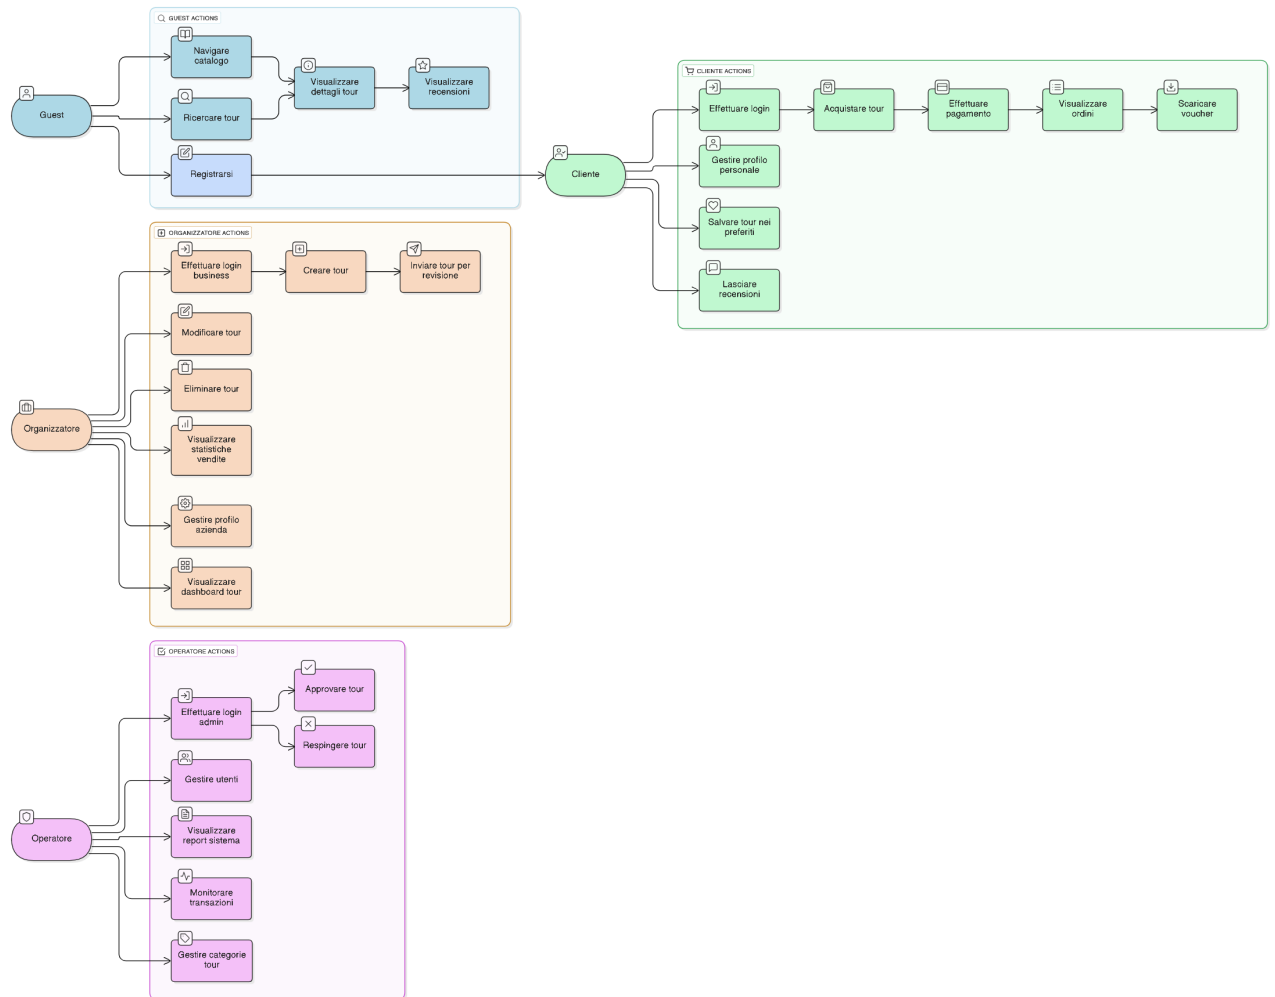 GUEST ACTIONS
Navigare
catalogo
Visualizzare
dettagli tour
Visualizzare
recensioni
Guest
Ricercare tour
Registrarsi
CLIENTE ACTIONS
Effettuare login
Acquistare tour
Effettuare
pagamento
Visualizzare
ordini
Scaricare
voucher
Cliente
Gestire profilo
personale
Salvare tour nei
preferiti
Lasciare
recensioni
ORGANIZZATORE ACTIONS
Effettuare login
business
Creare tour
Inviare tour per
revisione
Modificare tour
Eliminare tour
Organizzatore
Visualizzare
statistiche
vendite
Gestire profilo
azienda
Visualizzare
dashboard tour
OPERATORE ACTIONS
Approvare tour
Effettuare login
admin
Respingere tour
Gestire utenti
Operatore
Visualizzare
report sistema
Monitorare
transazioni
Gestire categorie
tour